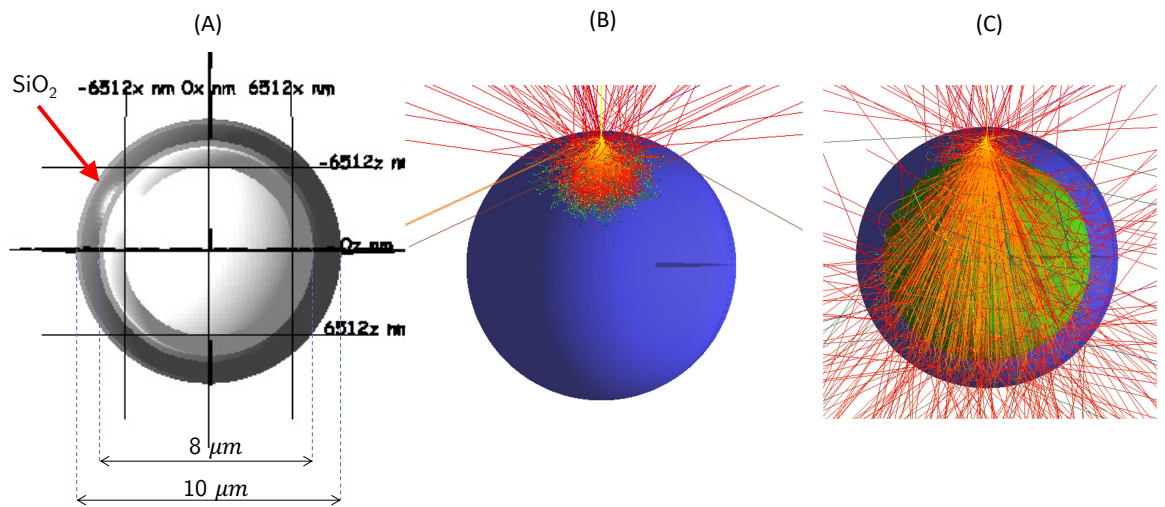 (A)
(B)
(C)
SiO₂
-6512x nm 0x nm 6512x nm
-6512z nm
0z nm
6512z nm
8 μm
10 μm